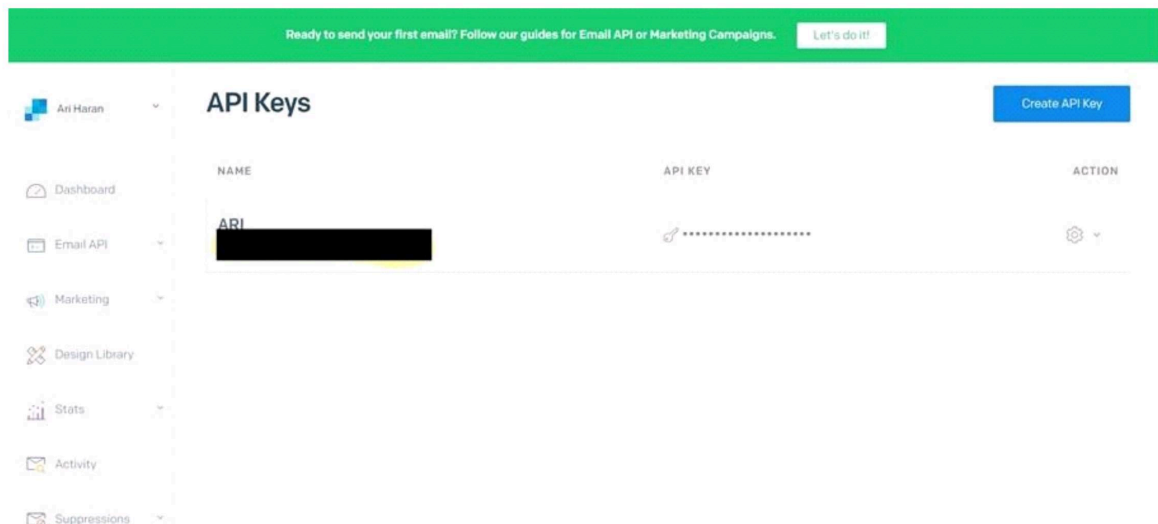 Ready to send your first email? Follow our guides for Email API or Marketing Campaigns. Let's do it!
Ari Haran
API Keys
Create API Key
NAME API KEY ACTION
Dashboard
ARI
Email API
••••••••••••••••••••
Marketing
Design Library
Stats
Activity
Suppressions